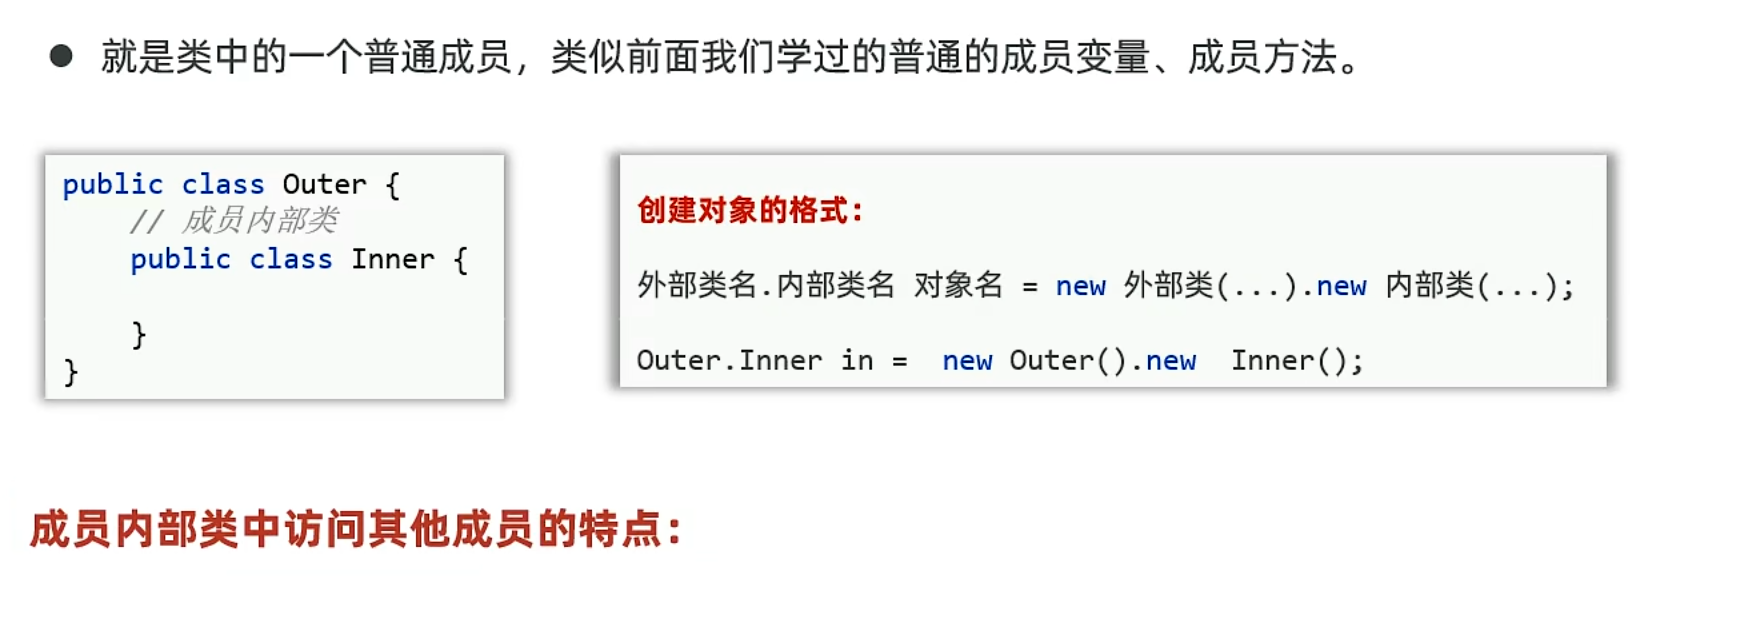 ● 就是类中的一个普通成员，类似前面我们学过的普通的成员变量、成员方法。
public class Outer {
    // 成员内部类
    public class Inner {
    }
}
创建对象的格式：
外部类名.内部类名 对象名 = new 外部类(...).new 内部类(...);
Outer.Inner in =  new Outer().new  Inner();
成员内部类中访问其他成员的特点：